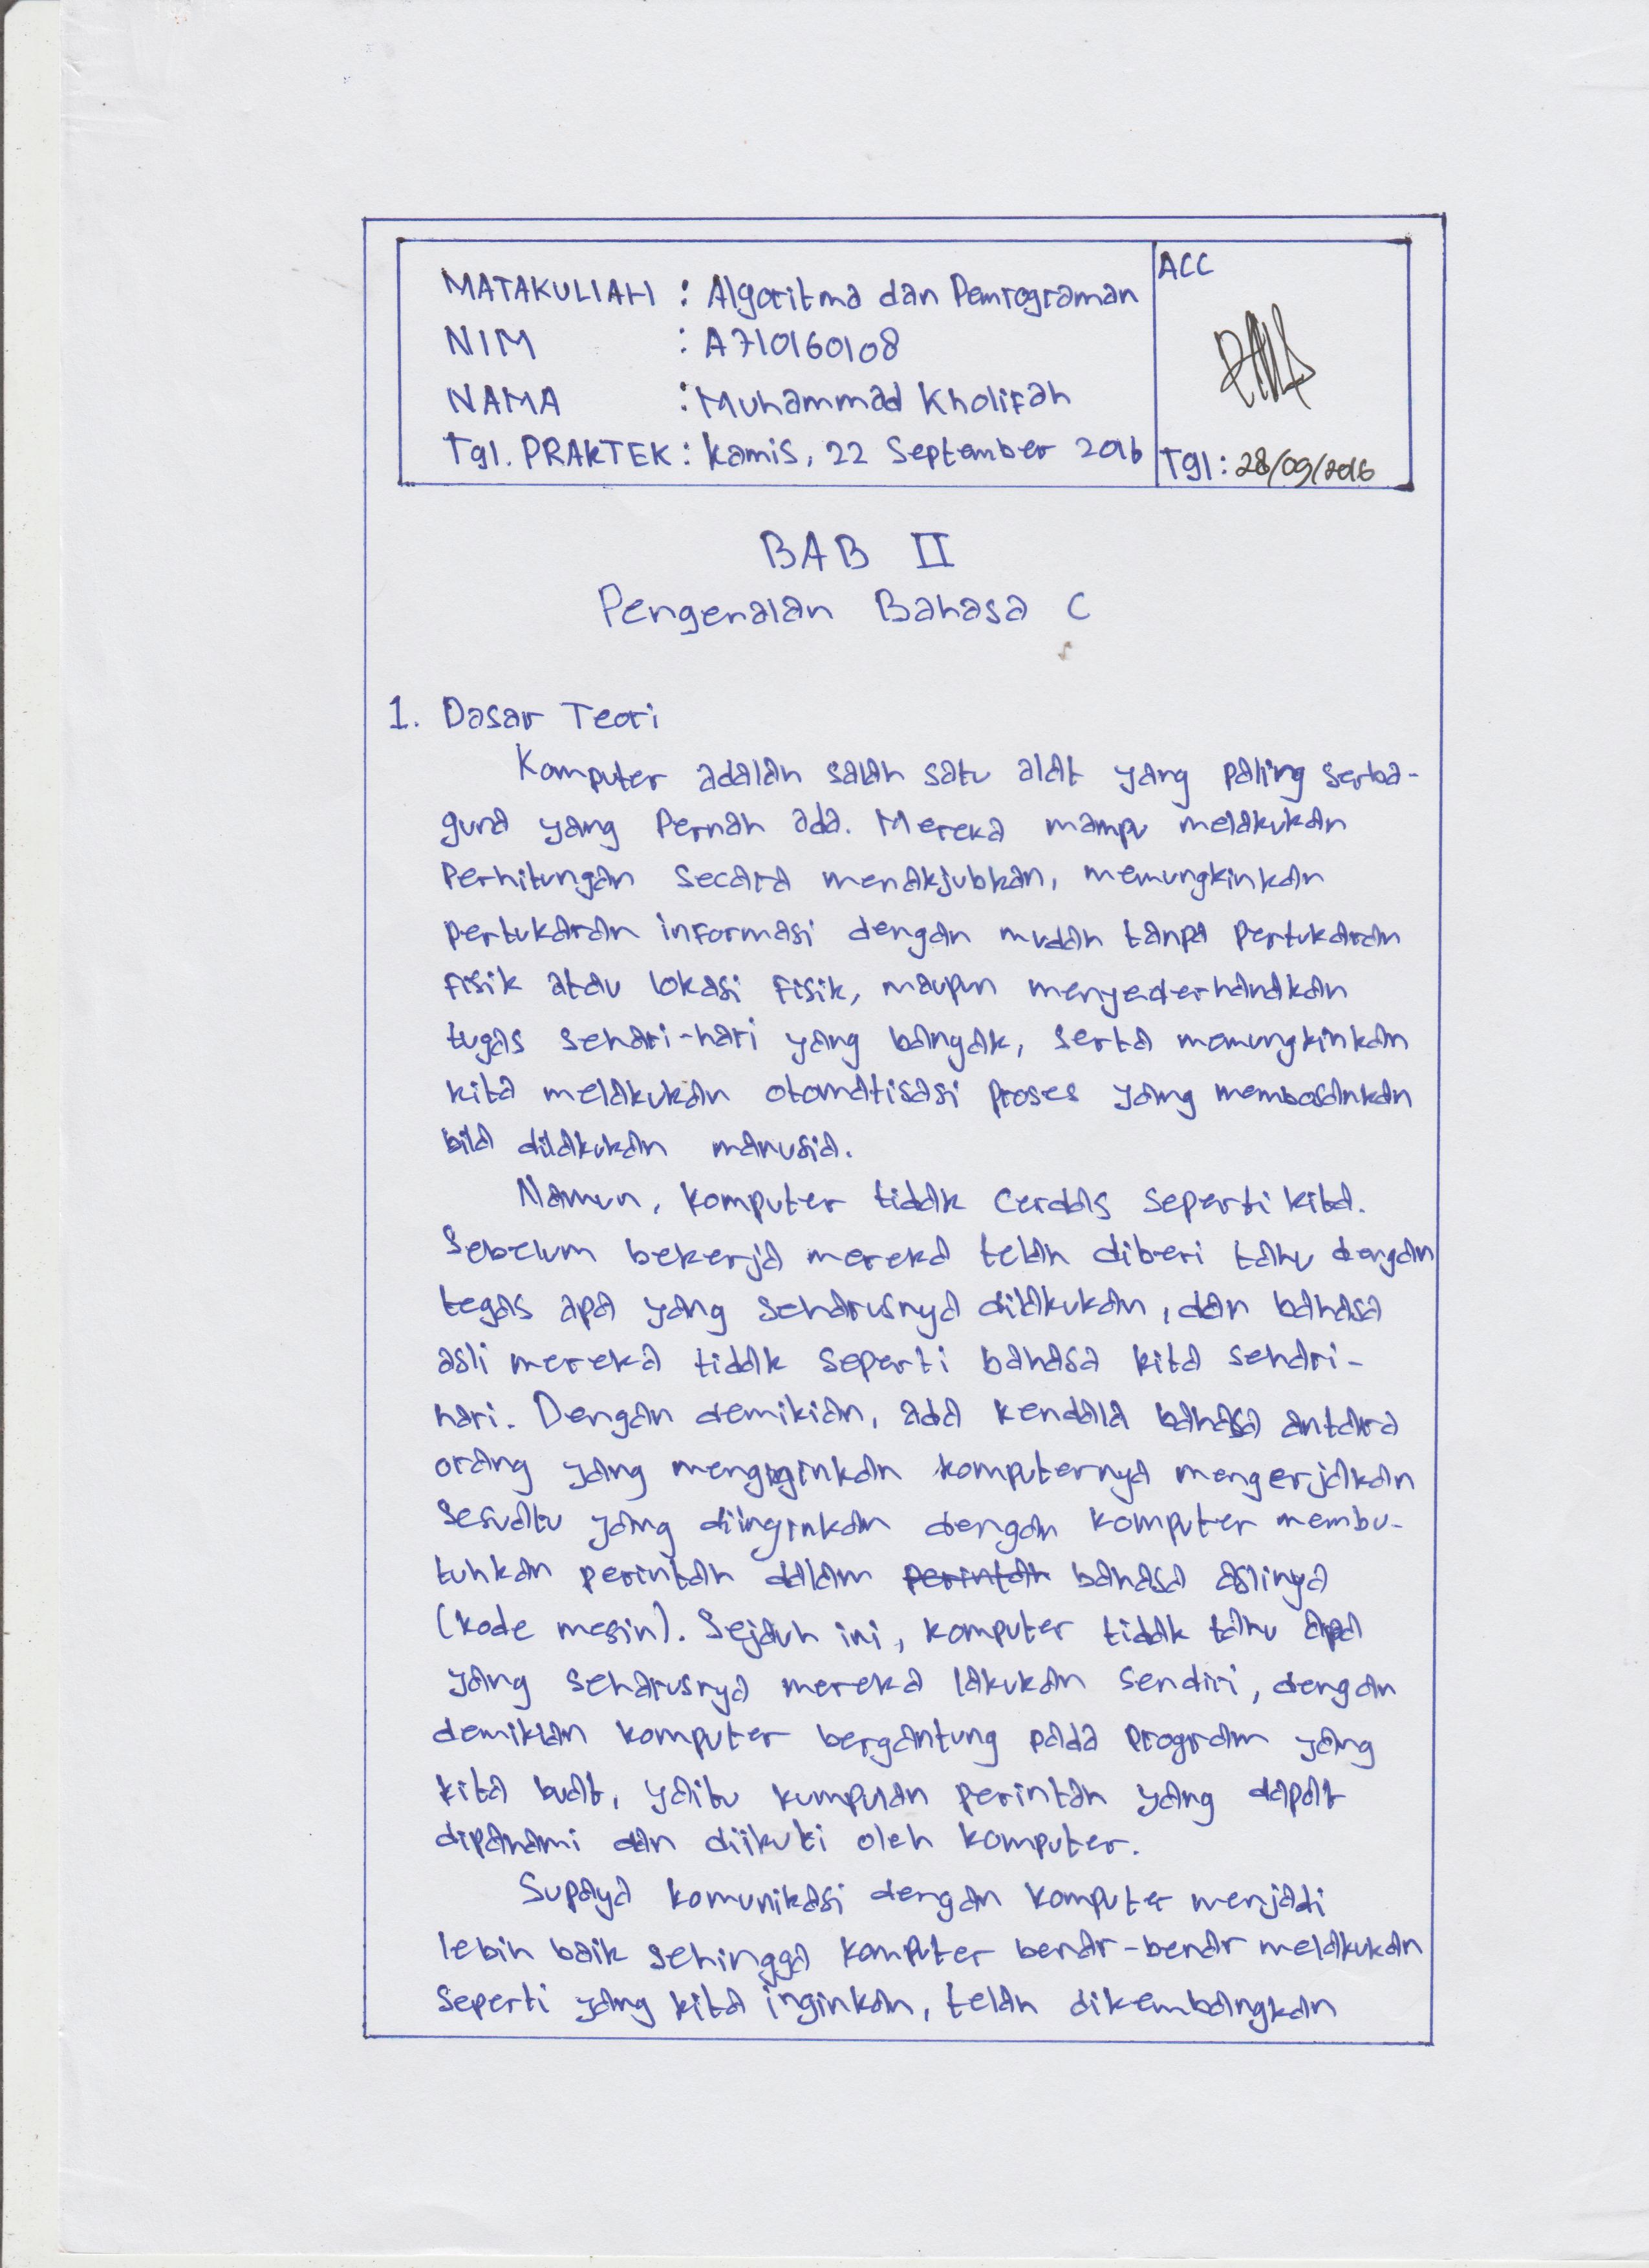 ACC
MATAKULIAH : Algoritma dan Pemrograman
NIM : A710160108
NAMA : Muhammad Kholifah
Tgl. PRAKTEK : Kamis, 22 September 2016
Tgl : 28/09/2016
BAB II
Pengenalan Bahasa C
1. Dasar Teori
Komputer adalah salah satu alat yang paling serba-
guna yang Pernah ada. Mereka mampu melakukan
Perhitungan secara menakjubkan, memungkinkan
pertukaran informasi dengan mudah tanpa pertukaran
fisik atau lokasi fisik, maupun menyederhanakan
tugas sehari-hari yang bangak, serta memungkinkan
kita melakukan otomatisasi proses yang membosankan
bila dilakukan manusia.
Namun, komputer tidak cerdas seperti kita.
Sebelum bekerja mereka telah diberi tahu dengan
tegas apa yang seharusnya dilakukan, dan bahasa
asli mereka tidak seperti bahasa kita sehari-
hari. Dengan demikian, ada kendala bahasa antara
orang yang menginginkan komputernya mengerjakan
sesuatu yang diinginkan dengan komputer membu-
tuhkan perintah dalam perintah bahasa aslinya
(kode mesin). Sejauh ini, komputer tidak tahu apa
yang seharusnya mereka lakukan sendiri, dengan
demikian komputer bergantung pada program yang
kita buat, yaitu kumpulan perintah yang dapat
dipahami dan diikuti oleh komputer.
Supaya komunikasi dengan komputer menjadi
lebih baik sehingga komputer benar-benar melakukan
seperti yang kita inginkan, telah dikembangkan